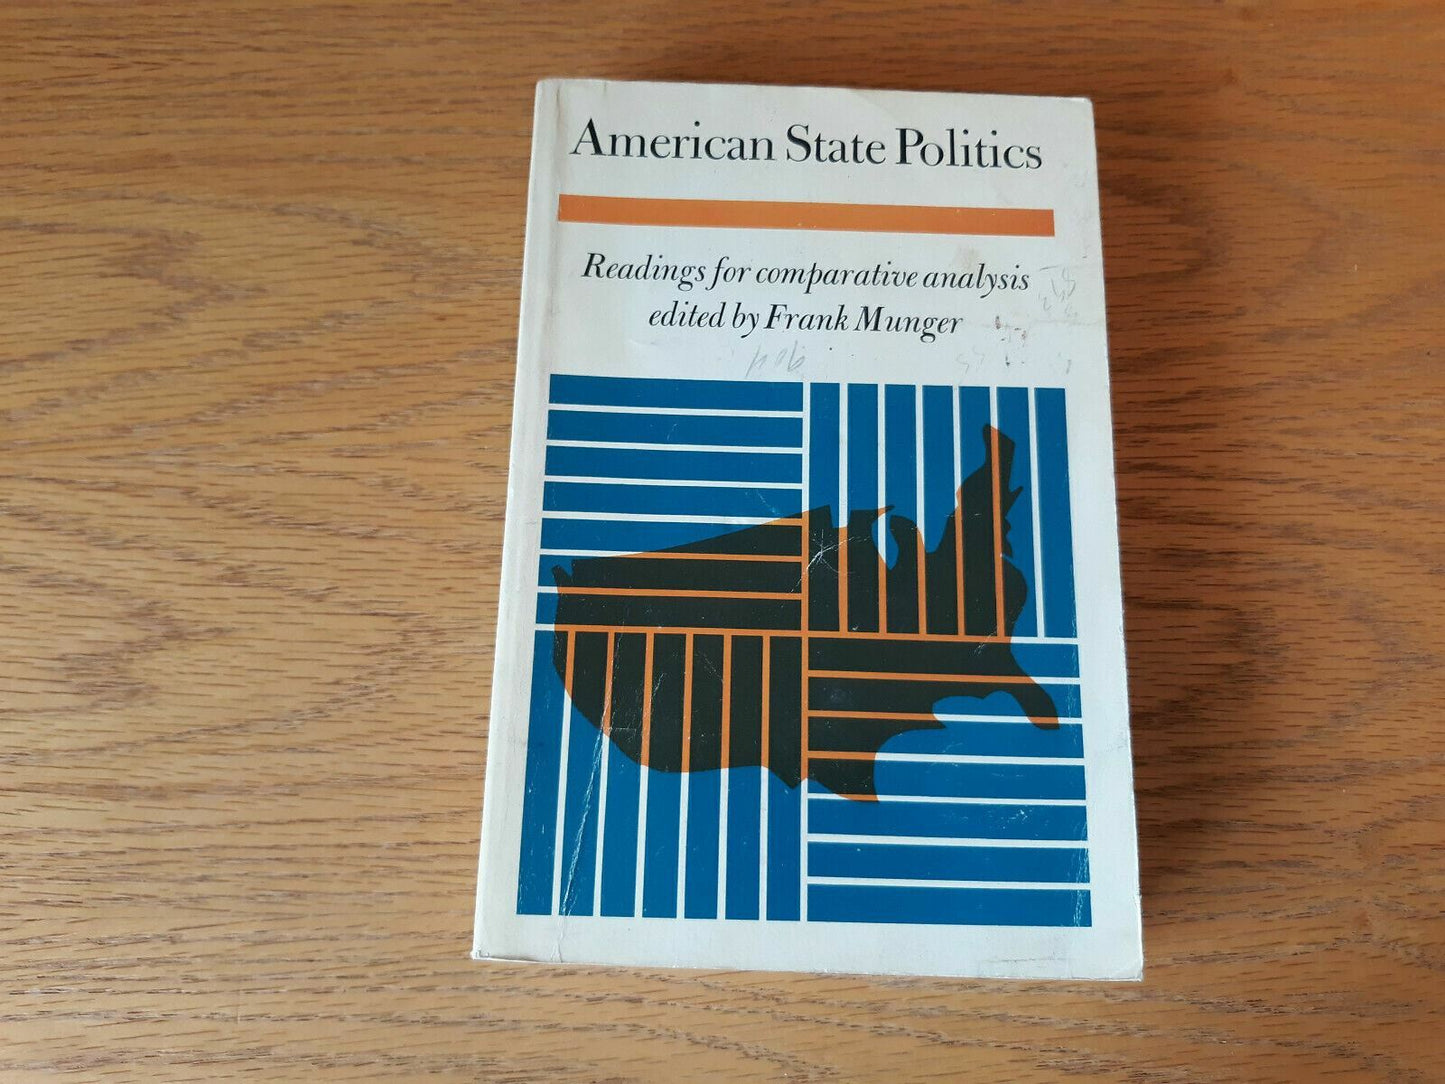 American State Politics
Readings for comparative analysis
edited by Frank Munger